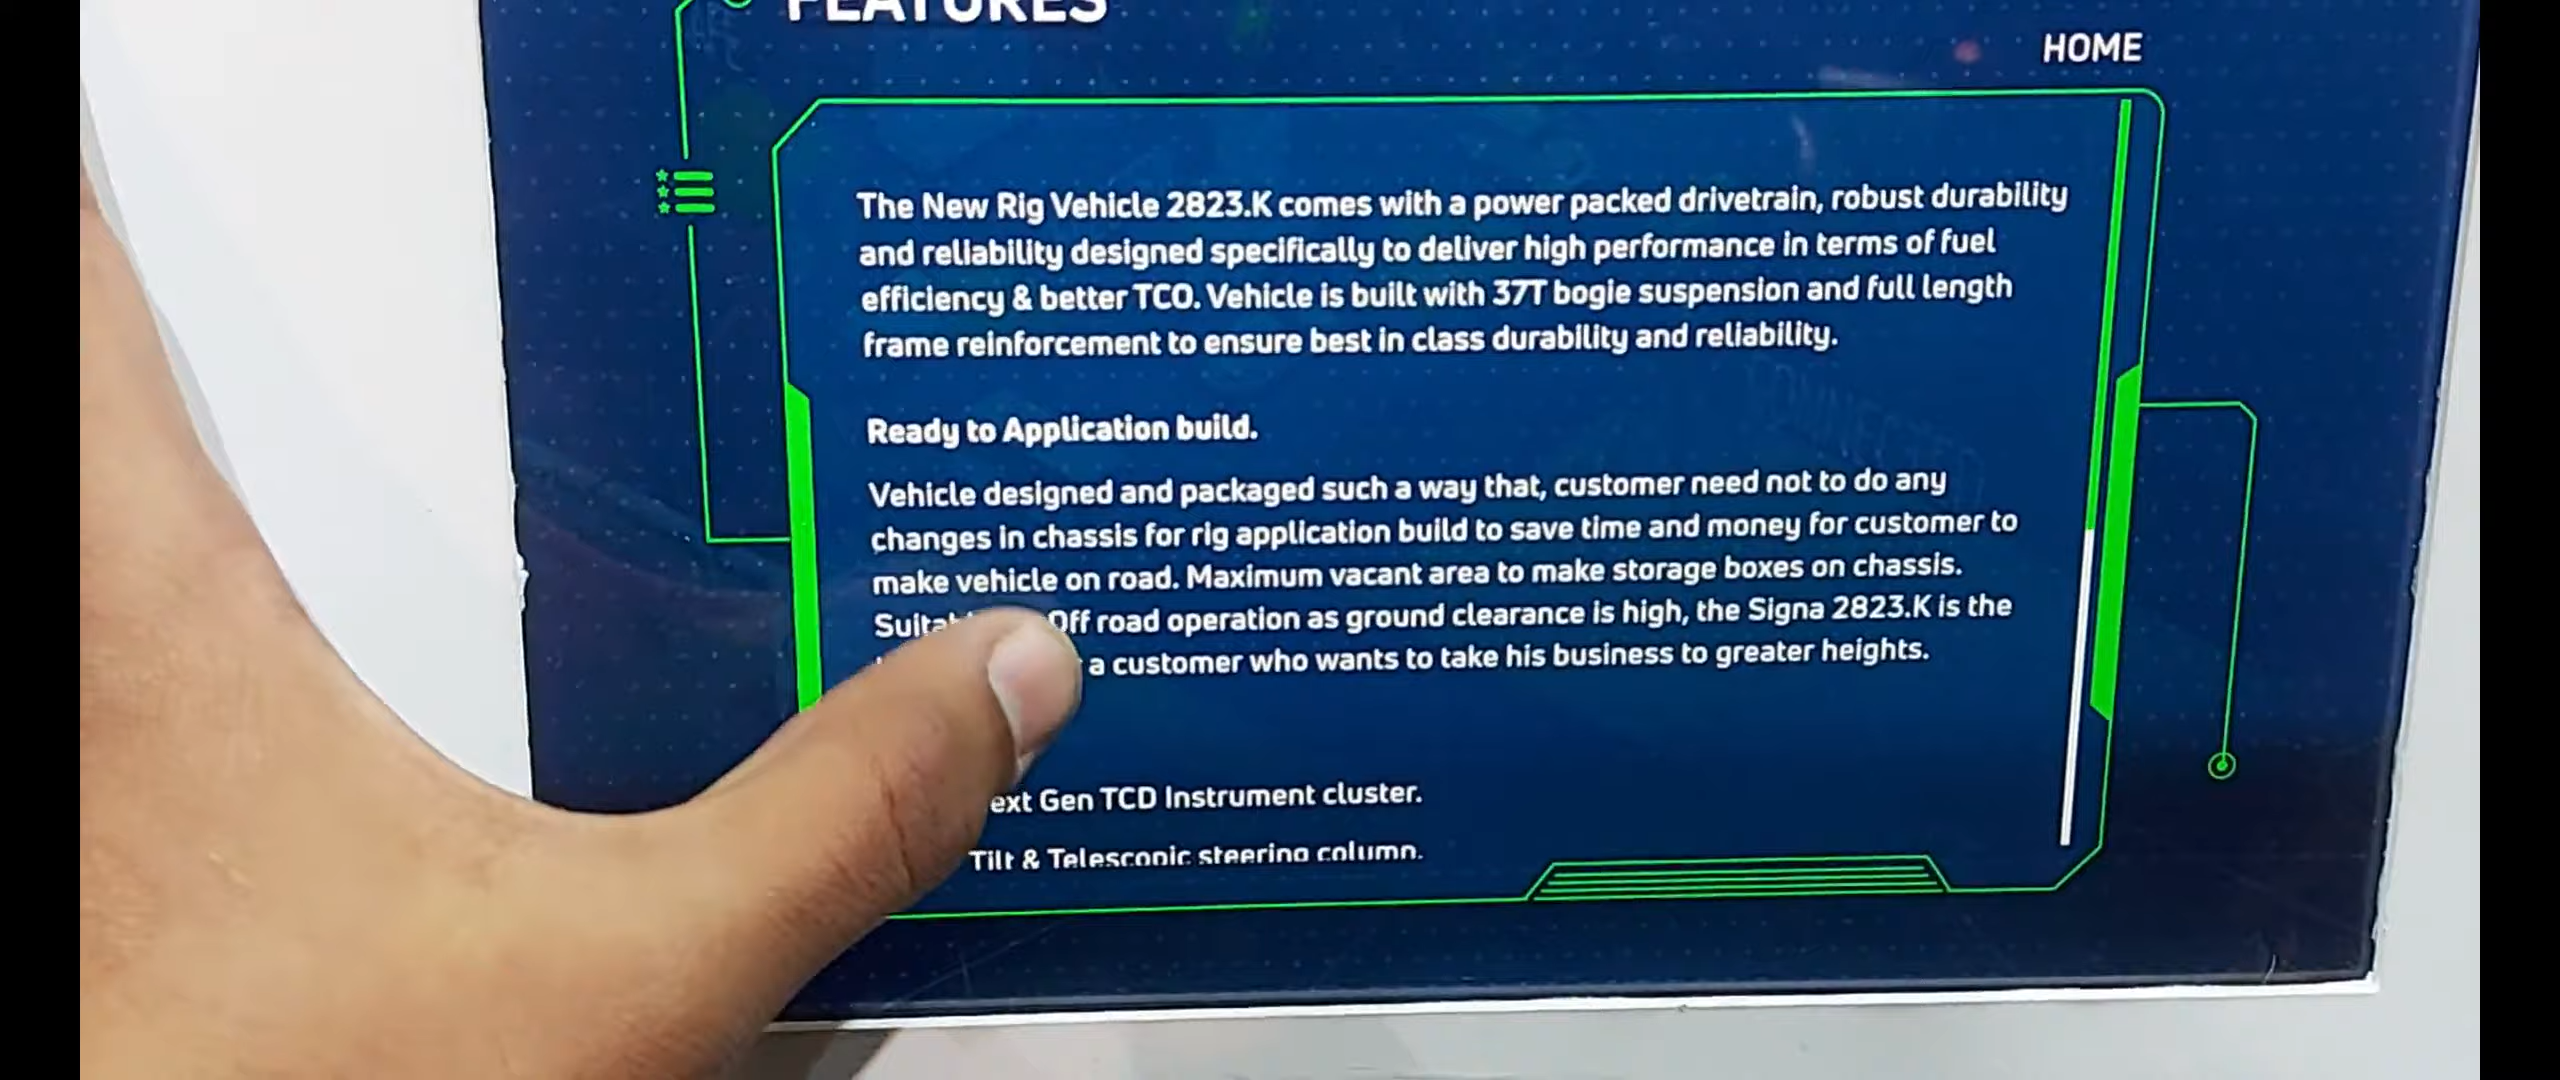 FEATURES
HOME
The New Rig Vehicle 2823.K comes with a power packed drivetrain, robust durability
and reliability designed specifically to deliver high performance in terms of fuel
efficiency & better TCO. Vehicle is built with 37T bogie suspension and full length
frame reinforcement to ensure best in class durability and reliability.
Ready to Application build.
Vehicle designed and packaged such a way that, customer need not to do any
changes in chassis for rig application build to save time and money for customer to
make vehicle on road. Maximum vacant area to make storage boxes on chassis.
Off road operation as ground clearance is high, the Signa 2823.K is the
a customer who wants to take his business to greater heights.
Gen TCD Instrument cluster.
Tilt & Telescopic steering column.